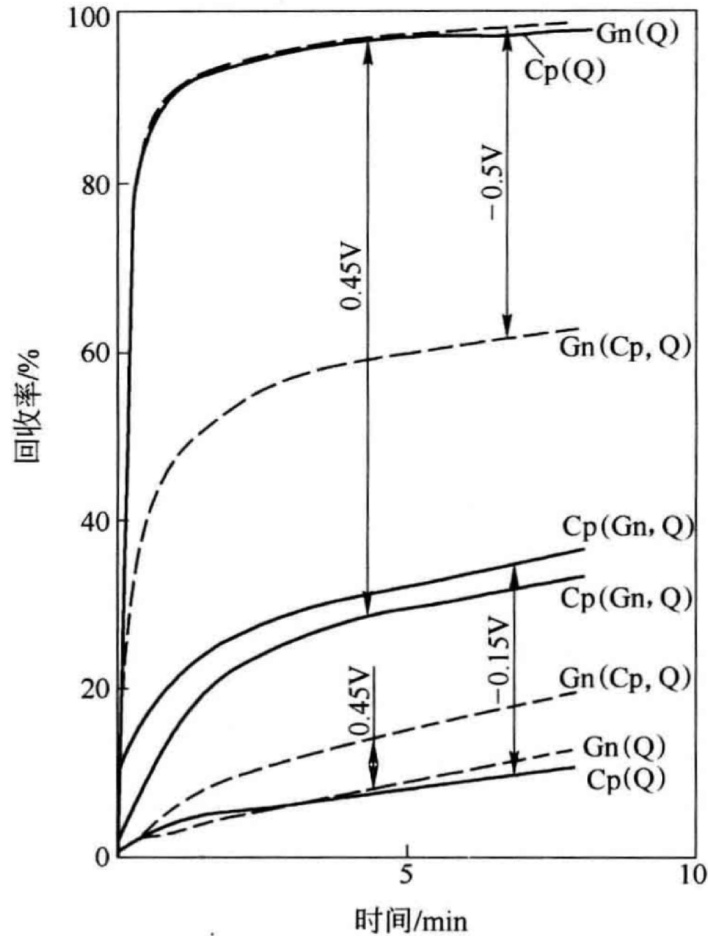 100
80
60
40
20
0
5
10
回收率/%
时间/min
Gn(Q)
Cp(Q)
-0.5V
0.45V
Gn(Cp, Q)
Cp(Gn, Q)
Cp(Gn, Q)
-0.15V
0.45V
Gn(Cp, Q)
Gn(Q)
Cp(Q)